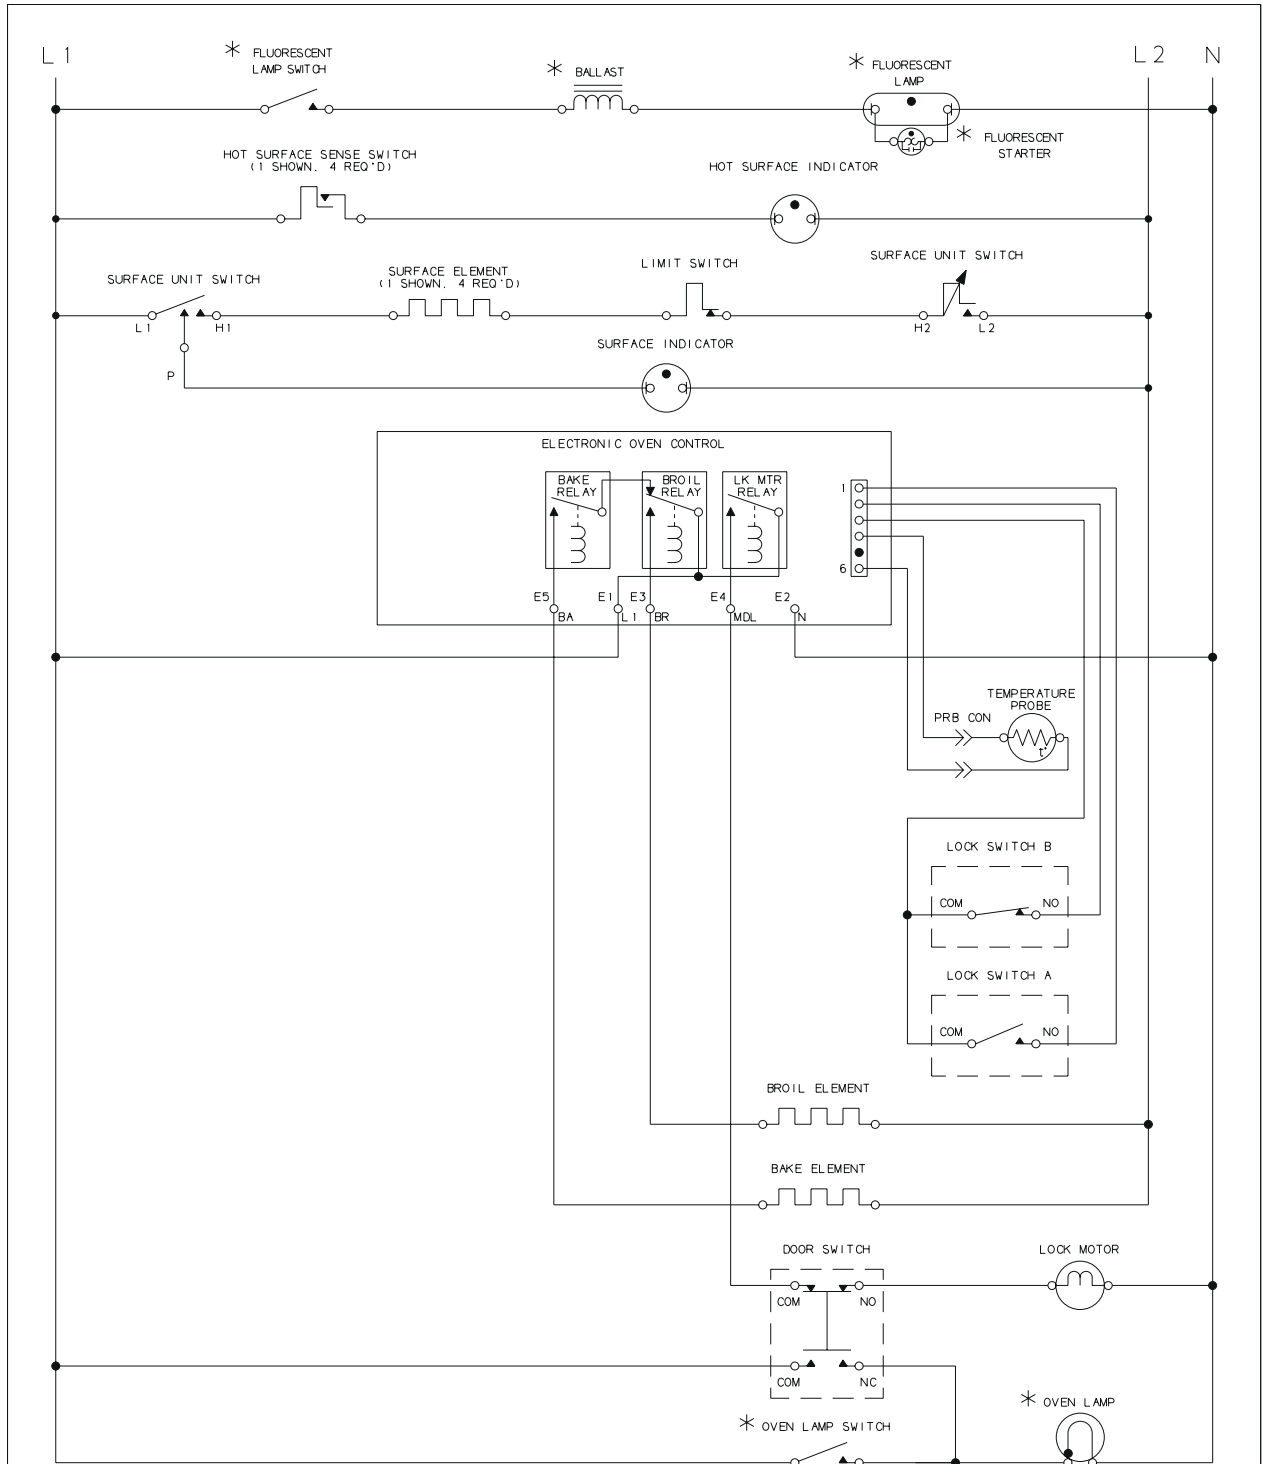 L1
L2 N
* FLUORESCENT
LAMP SWITCH
* BALLAST
* FLUORESCENT
LAMP
* FLUORESCENT
STARTER
HOT SURFACE SENSE SWITCH
(1 SHOWN. 4 REQ'D)
HOT SURFACE INDICATOR
SURFACE UNIT SWITCH
SURFACE ELEMENT
(1 SHOWN. 4 REQ'D)
LIMIT SWITCH
SURFACE UNIT SWITCH
L1
H1
H2
L2
P
SURFACE INDICATOR
ELECTRONIC OVEN CONTROL
BAKE
RELAY
BROIL
RELAY
LK MTR
RELAY
1
6
E5
E1
E3
E4
E2
BA
L1
BR
MDL
N
TEMPERATURE
PROBE
PRB CON
t°
LOCK SWITCH B
COM
NO
LOCK SWITCH A
COM
NO
BROIL ELEMENT
BAKE ELEMENT
DOOR SWITCH
LOCK MOTOR
COM
NO
COM
NC
* OVEN LAMP SWITCH
* OVEN LAMP